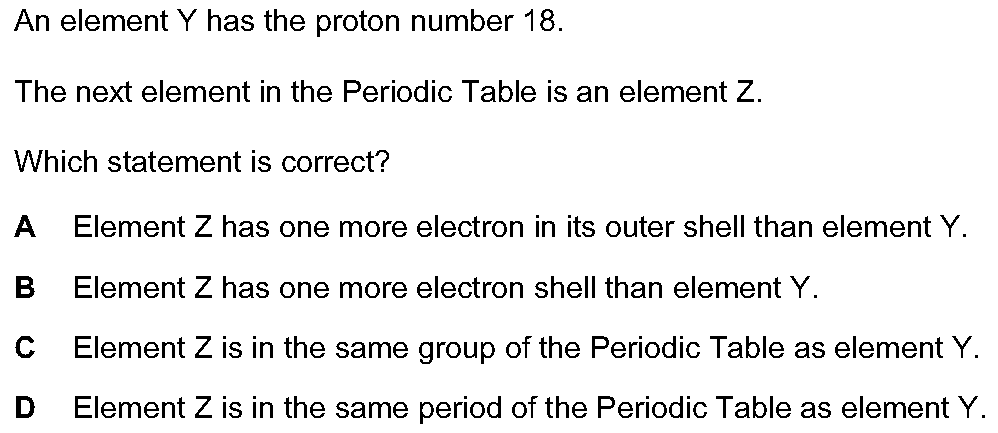 An element Y has the proton number 18.
The next element in the Periodic Table is an element Z.
Which statement is correct?
A Element Z has one more electron in its outer shell than element Y.
B Element Z has one more electron shell than element Y.
C Element Z is in the same group of the Periodic Table as element Y.
D Element Z is in the same period of the Periodic Table as element Y.